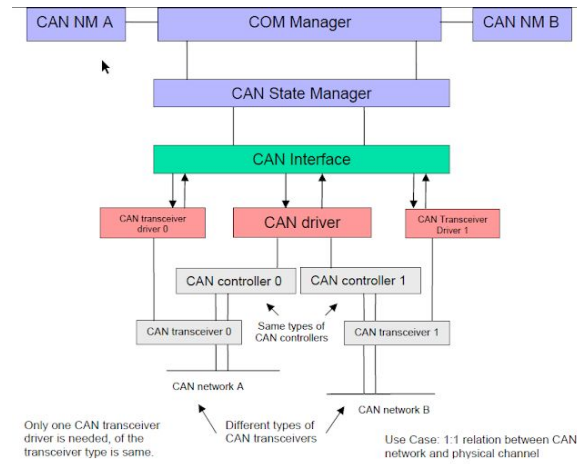 CAN NM A
COM Manager
CAN NM B
CAN State Manager
CAN Interface
CAN transceiver
driver 0
CAN driver
CAN Transceiver
Driver 1
CAN controller 0
CAN controller 1
Same types of
CAN controllers
CAN transceiver 0
CAN transceiver 1
CAN network A
CAN network B
Only one CAN transceiver
driver is needed, of the
transceiver type is same.
Different types of
CAN transceivers
Use Case: 1:1 relation between CAN
network and physical channel